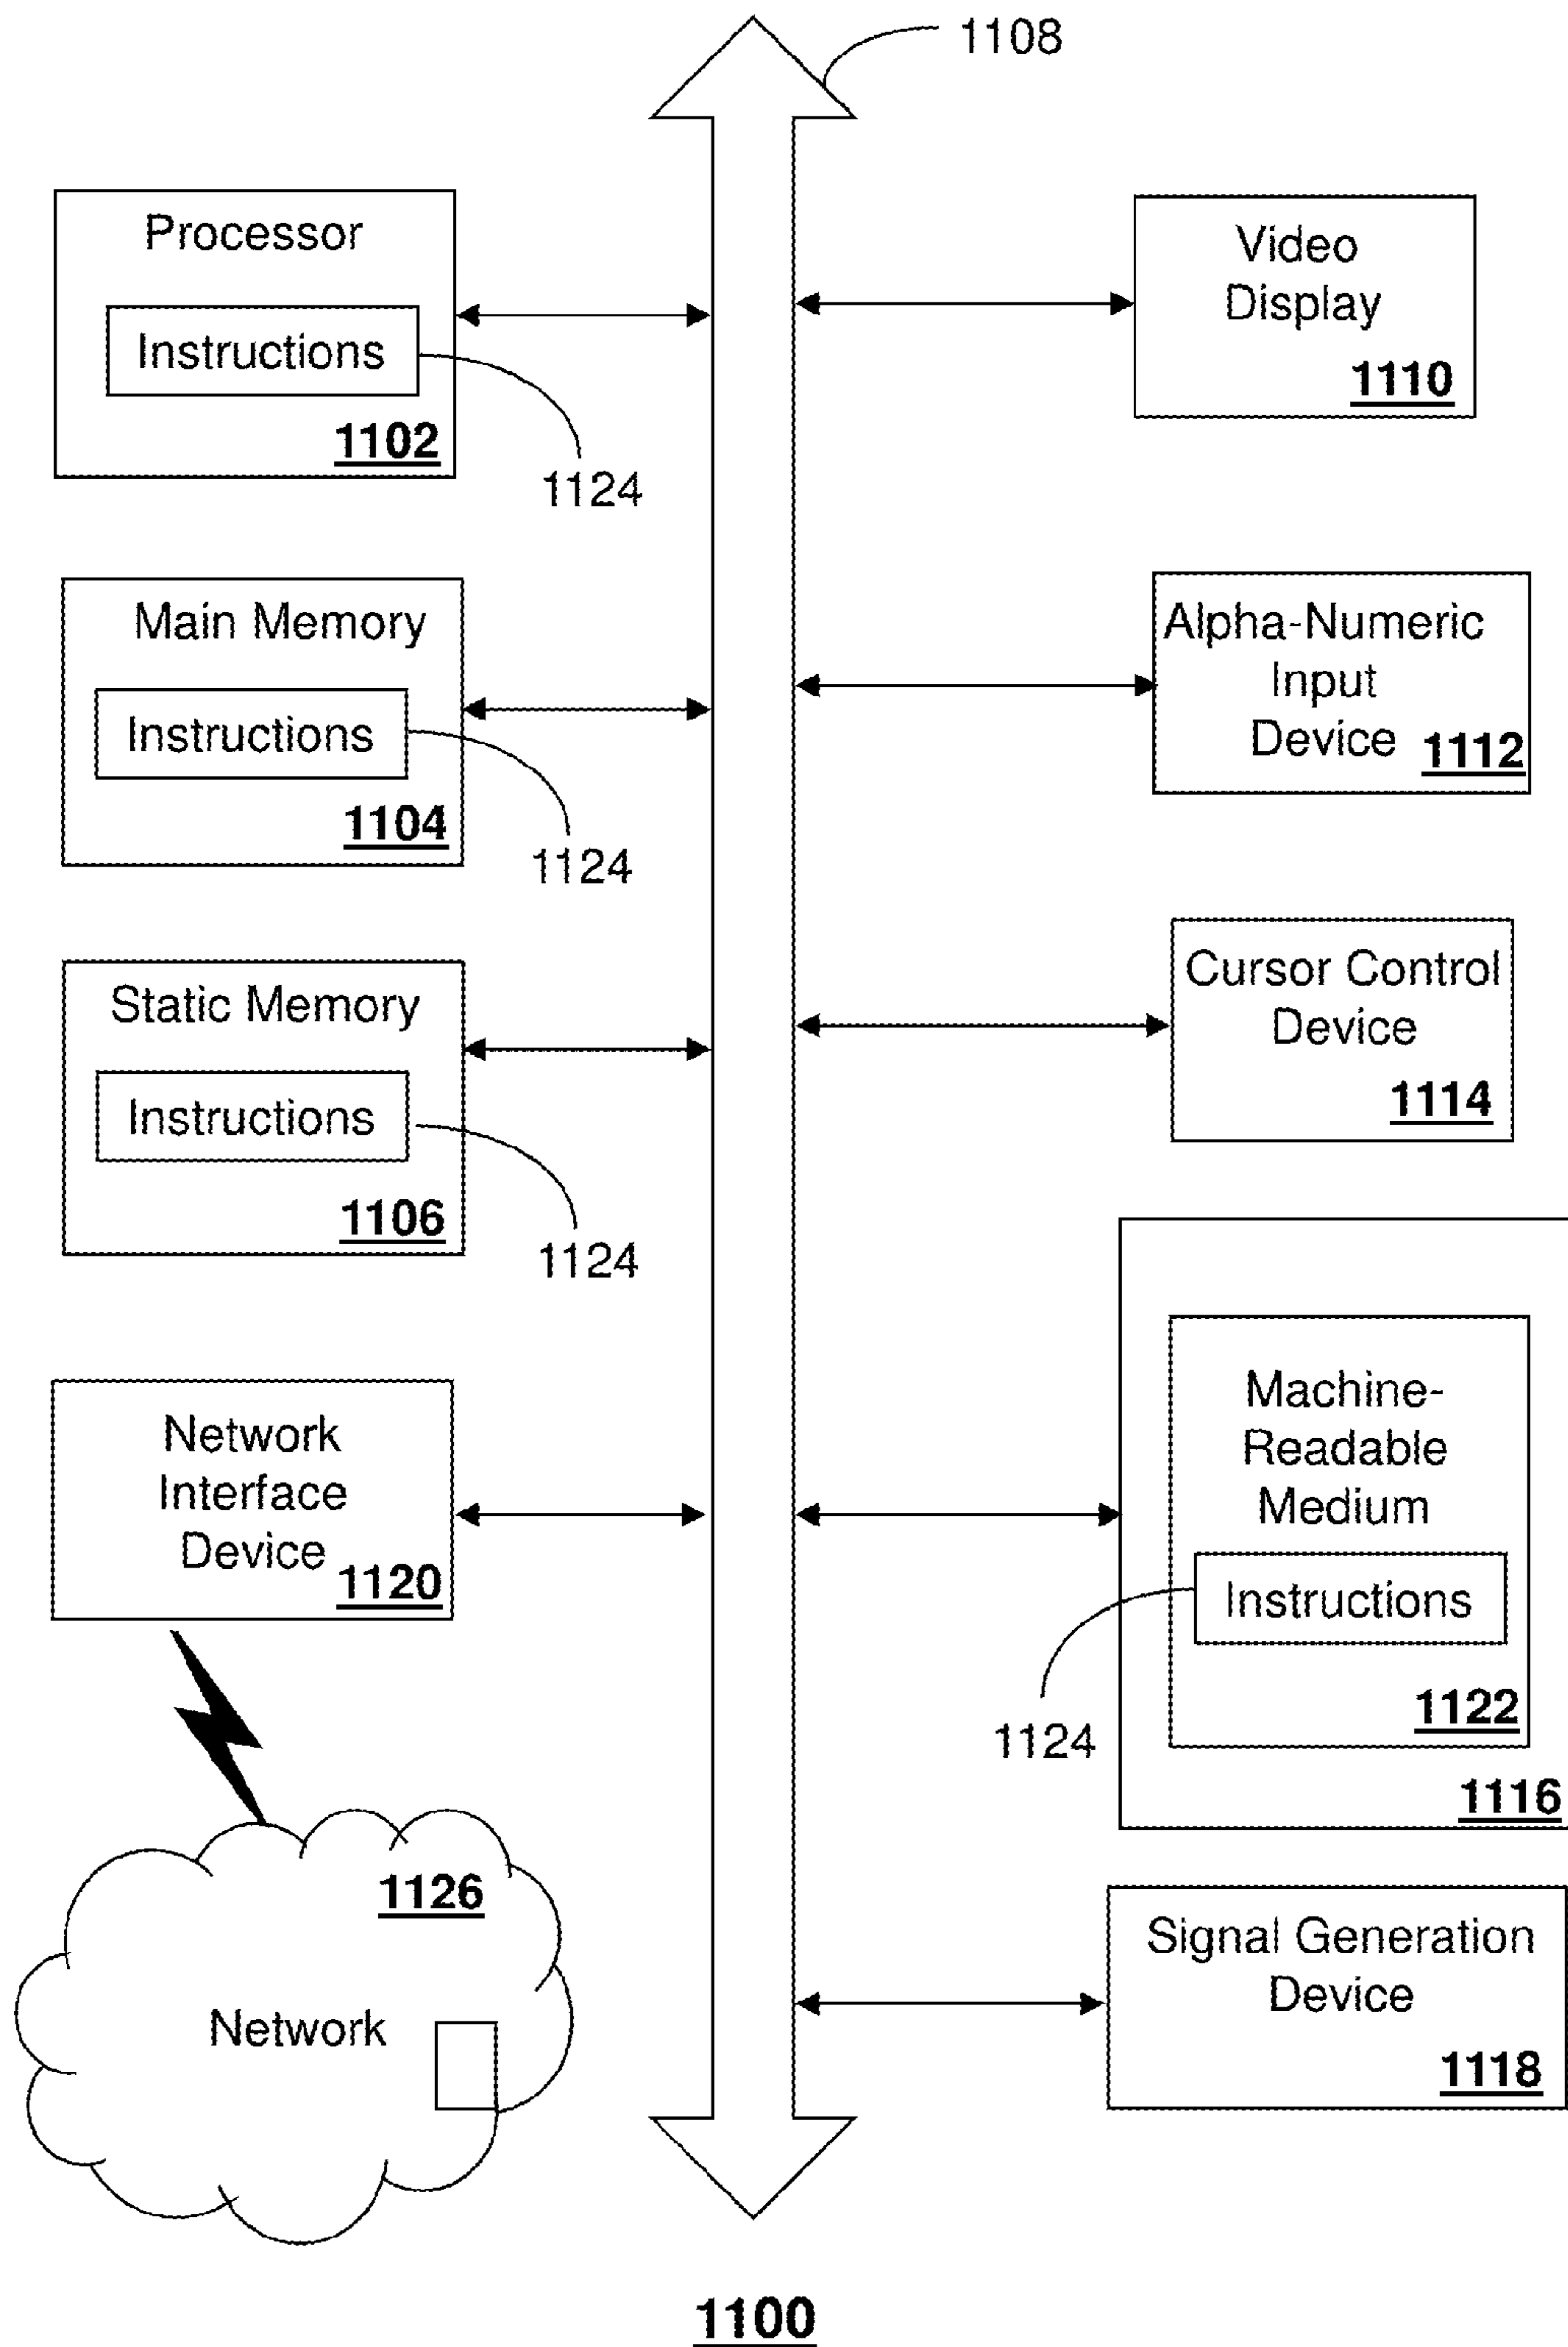 1108
Processor
Instructions
1102
1124
Main Memory
Instructions
1104
1124
Static Memory
Instructions
1106
1124
Network
Interface
Device
1120
1126
Network
Video
Display
1110
Alpha-Numeric
Input
Device
1112
Cursor Control
Device
1114
Machine-
Readable
Medium
Instructions
1122
1124
1116
Signal Generation
Device
1118
1100